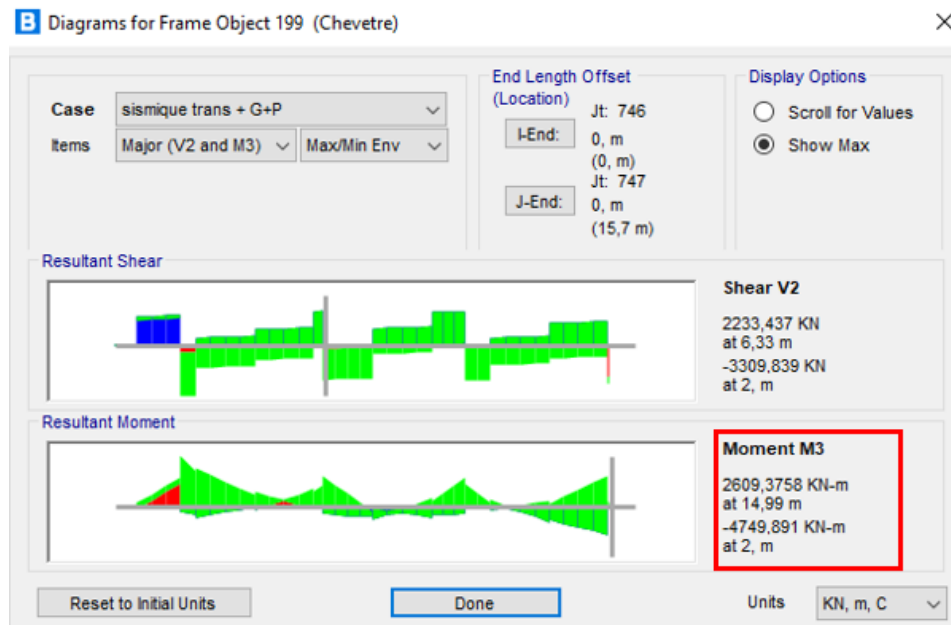 B Diagrams for Frame Object 199 (Chevetre)
Case sismique trans + G+P
Items Major (V2 and M3) Max/Min Env
End Length Offset
(Location)
I-End:
Jt: 746
0, m
(0, m)
J-End:
Jt: 747
0, m
(15,7 m)
Display Options
Scroll for Values
Show Max
Resultant Shear
Shear V2
2233,437 KN
at 6,33 m
-3309,839 KN
at 2, m
Resultant Moment
Moment M3
2609,3758 KN-m
at 14,99 m
-4749,891 KN-m
at 2, m
Reset to Initial Units
Done
Units KN, m, C